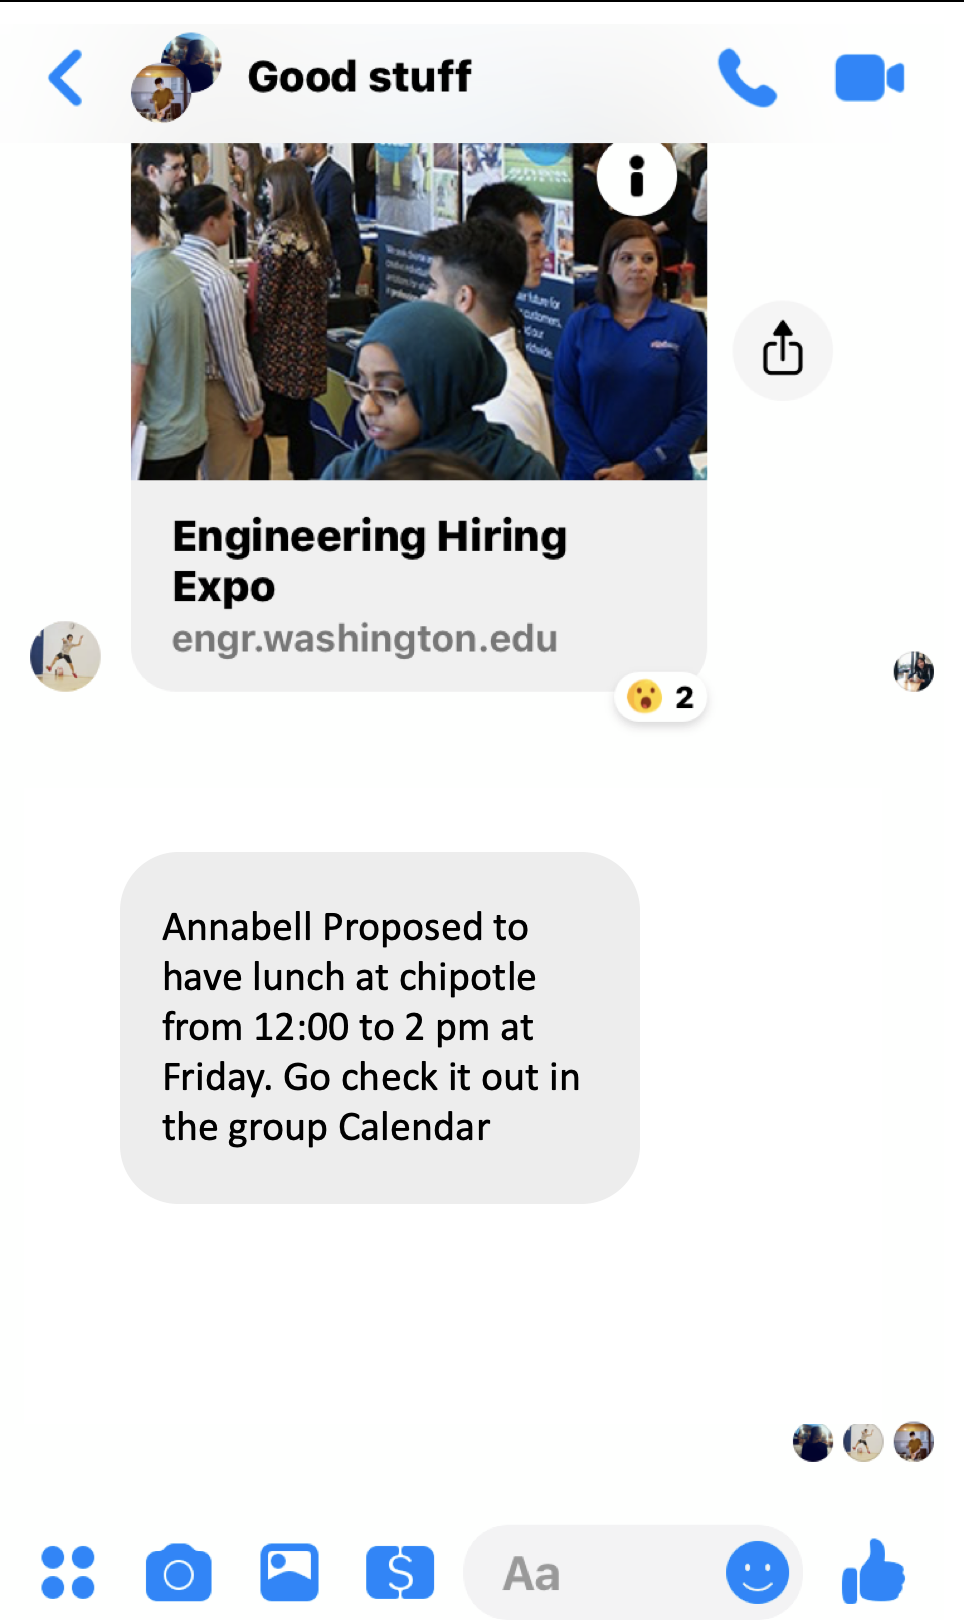 Good stuff
Engineering Hiring
Expo
engr.washington.edu
2
Annabell Proposed to
have lunch at chipotle
from 12:00 to 2 pm at
Friday. Go check it out in
the group Calendar
Aa